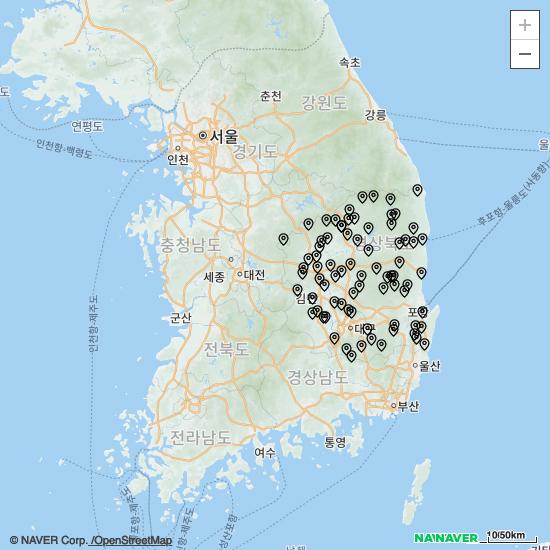 +
−
속초
춘천
강원도
강릉
도
연평도
서울
인천
경기도
인천항-백령도
울
후포항-울릉도(사동항)
충청남도
세종
대전
김
군산
인천항-제주도
포
대구
전북도
경상남도
울산
부산
전라남도
통영
여수
© NAVER Corp. /OpenStreetMap
NAVER
10/50km